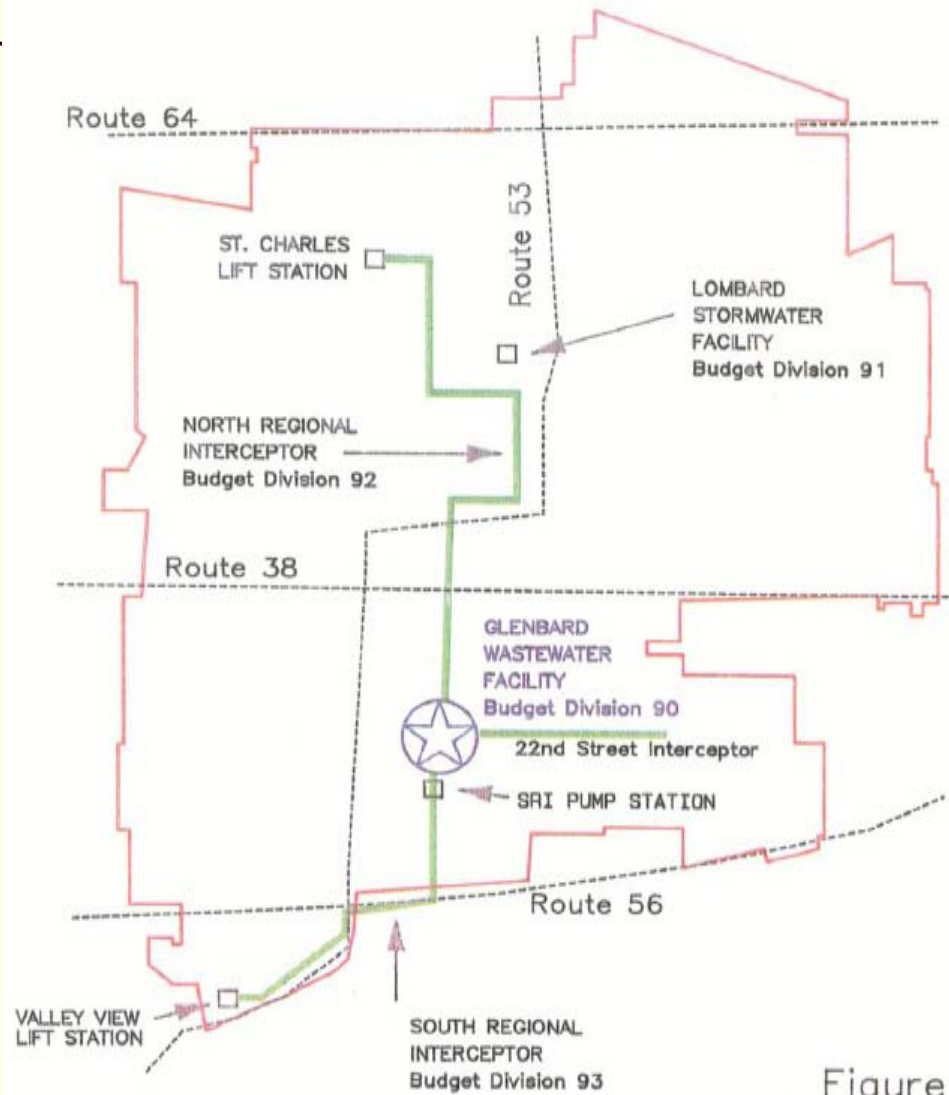 Route 64
Route 53
ST. CHARLES
LIFT STATION
LOMBARD
STORMWATER
FACILITY
Budget Division 91
NORTH REGIONAL
INTERCEPTOR
Budget Division 92
Route 38
GLENBARD
WASTEWATER
FACILITY
Budget Division 90
22nd Street Interceptor
SRI PUMP STATION
Route 56
VALLEY VIEW
LIFT STATION
SOUTH REGIONAL
INTERCEPTOR
Budget Division 93
Figure